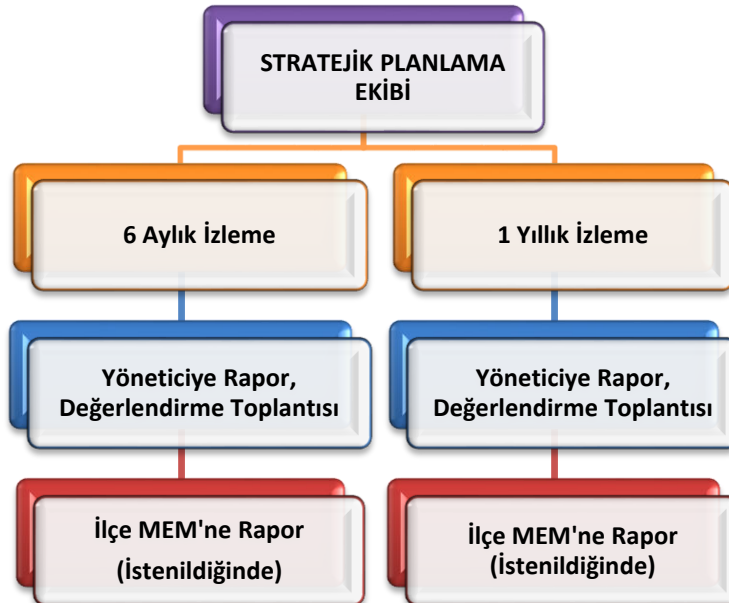 STRATEJİK PLANLAMA
EKİBİ
6 Aylık İzleme
1 Yıllık İzleme
Yöneticiye Rapor,
Değerlendirme Toplantısı
Yöneticiye Rapor,
Değerlendirme Toplantısı
İlçe MEM'ne Rapor
(İstenildiğinde)
İlçe MEM'ne Rapor
(İstenildiğinde)